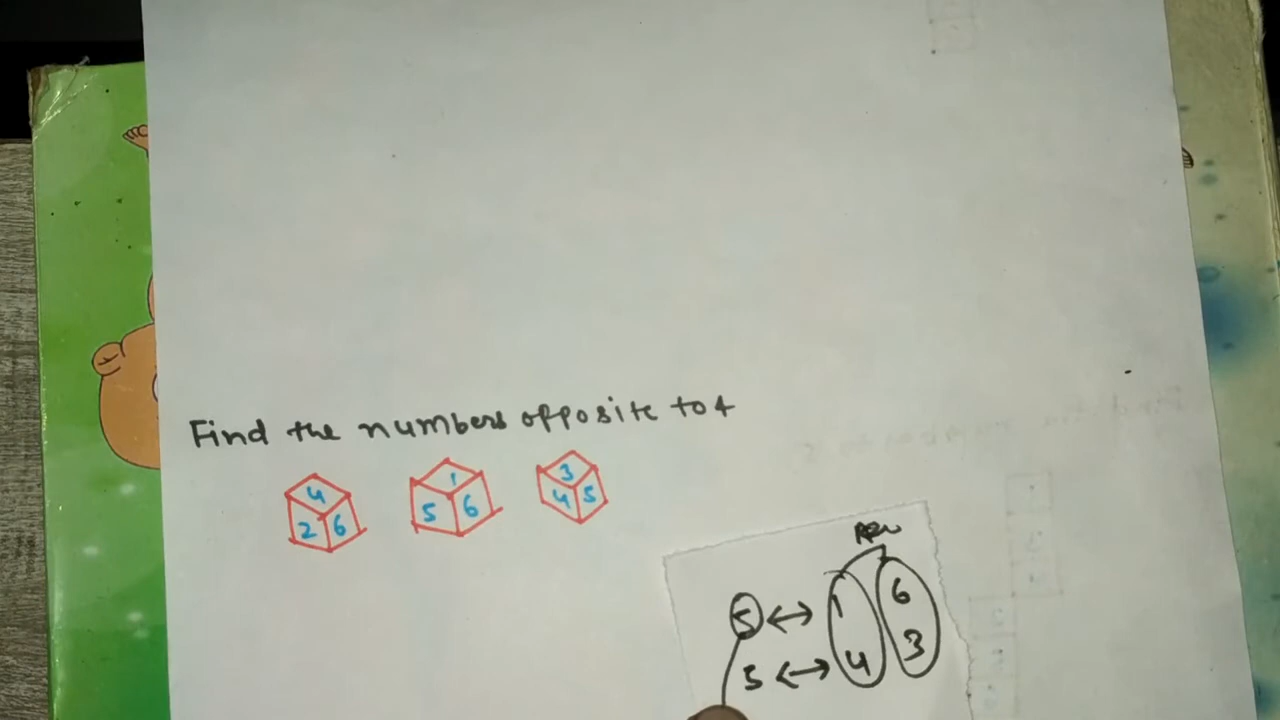 Find the numbers opposite to 4
4
2 6
1
5 6
3
4 5
5 ↔ 1 6
5 ↔ 4 3